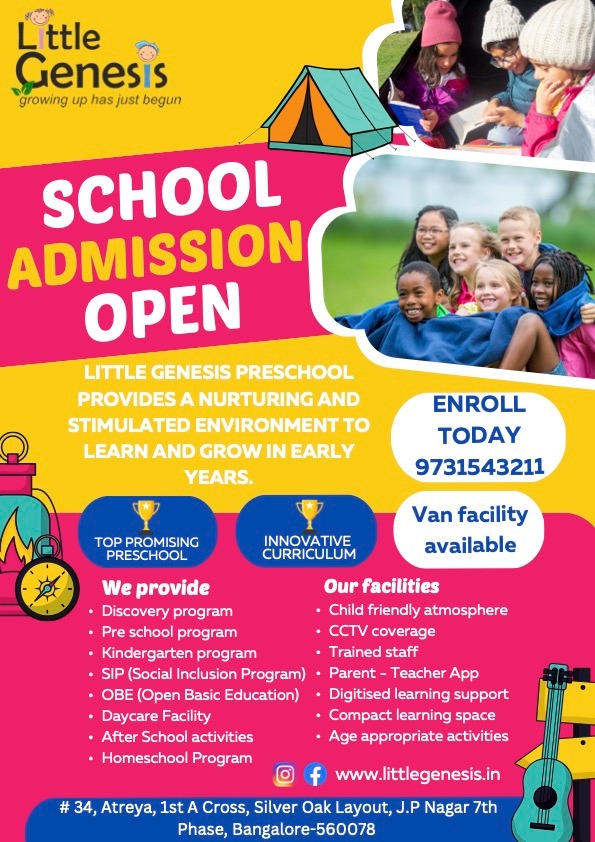 Little
Genesis
growing up has just begun
SCHOOL
ADMISSION
OPEN
LITTLE GENESIS PRESCHOOL
PROVIDES A NURTURING AND
STIMULATED ENVIRONMENT TO
LEARN AND GROW IN EARLY
YEARS.
ENROLL
TODAY
9731543211
TOP PROMISING
PRESCHOOL
INNOVATIVE
CURRICULUM
Van facility
available
We provide
• Discovery program
• Pre school program
• Kindergarten program
• SIP (Social Inclusion Program)
• OBE (Open Basic Education)
• Daycare Facility
• After School activities
• Homeschool Program
Our facilities
• Child friendly atmosphere
• CCTV coverage
• Trained staff
• Parent - Teacher App
• Digitised learning support
• Compact learning space
• Age appropriate activities
www.littlegenesis.in
# 34, Atreya, 1st A Cross, Silver Oak Layout, J.P Nagar 7th
Phase, Bangalore-560078